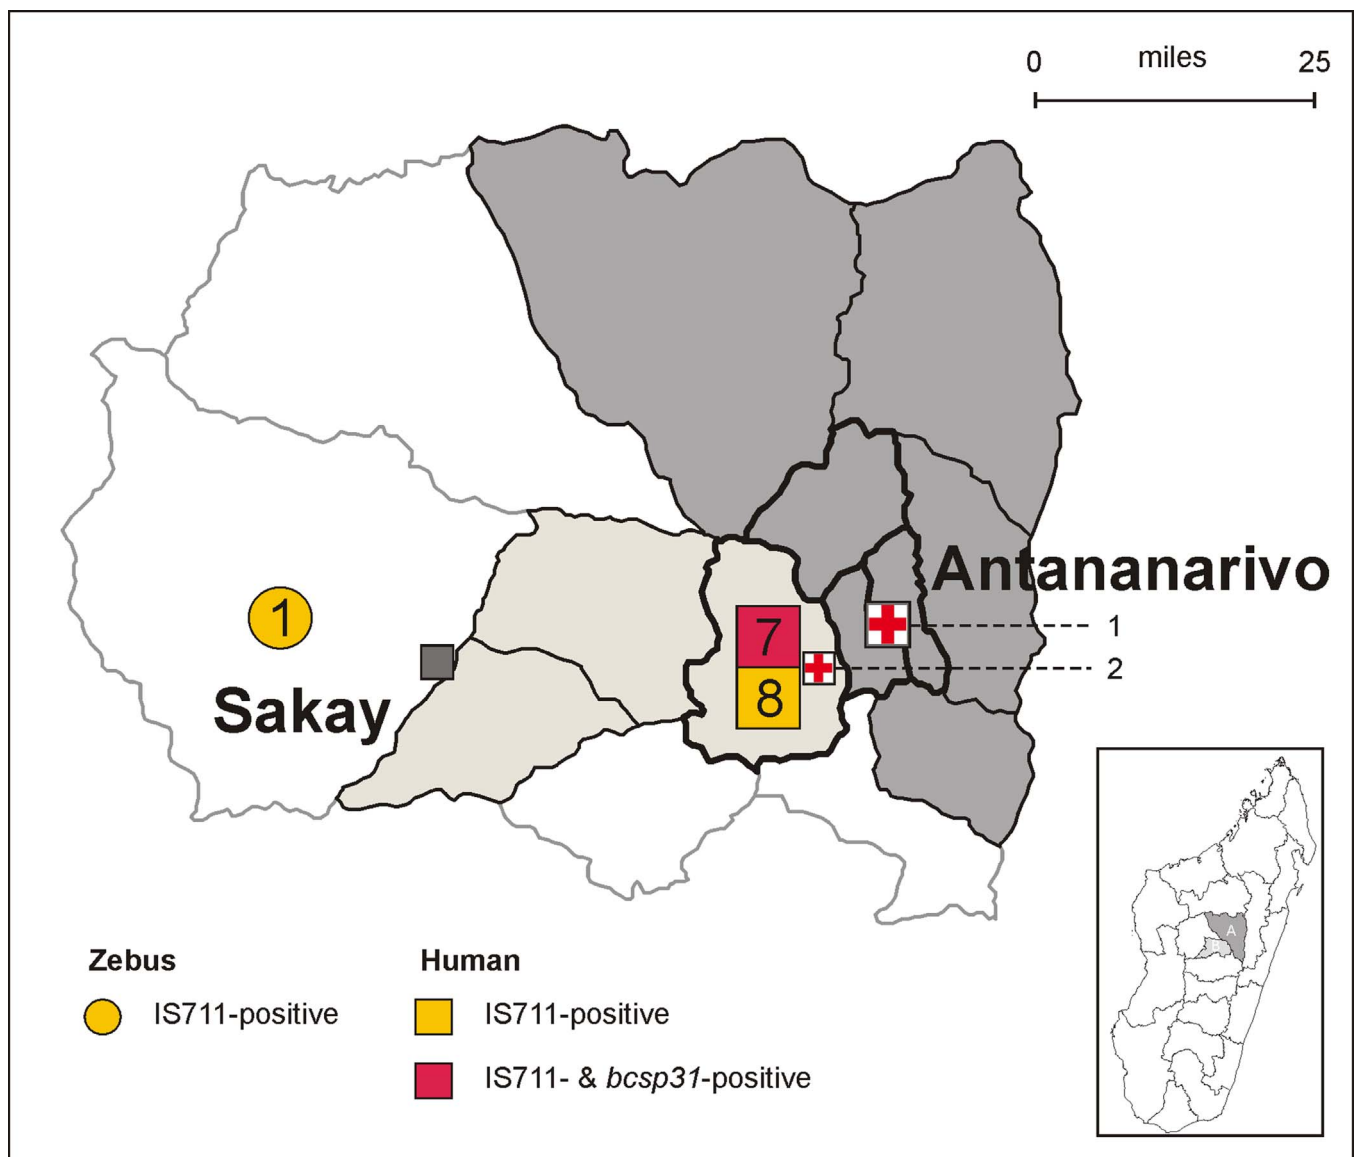 0 miles 25
Antananarivo
1
1
7
2
8
Sakay
Zebus
IS711-positive
Human
IS711-positive
IS711- & bcsp31-positive
A